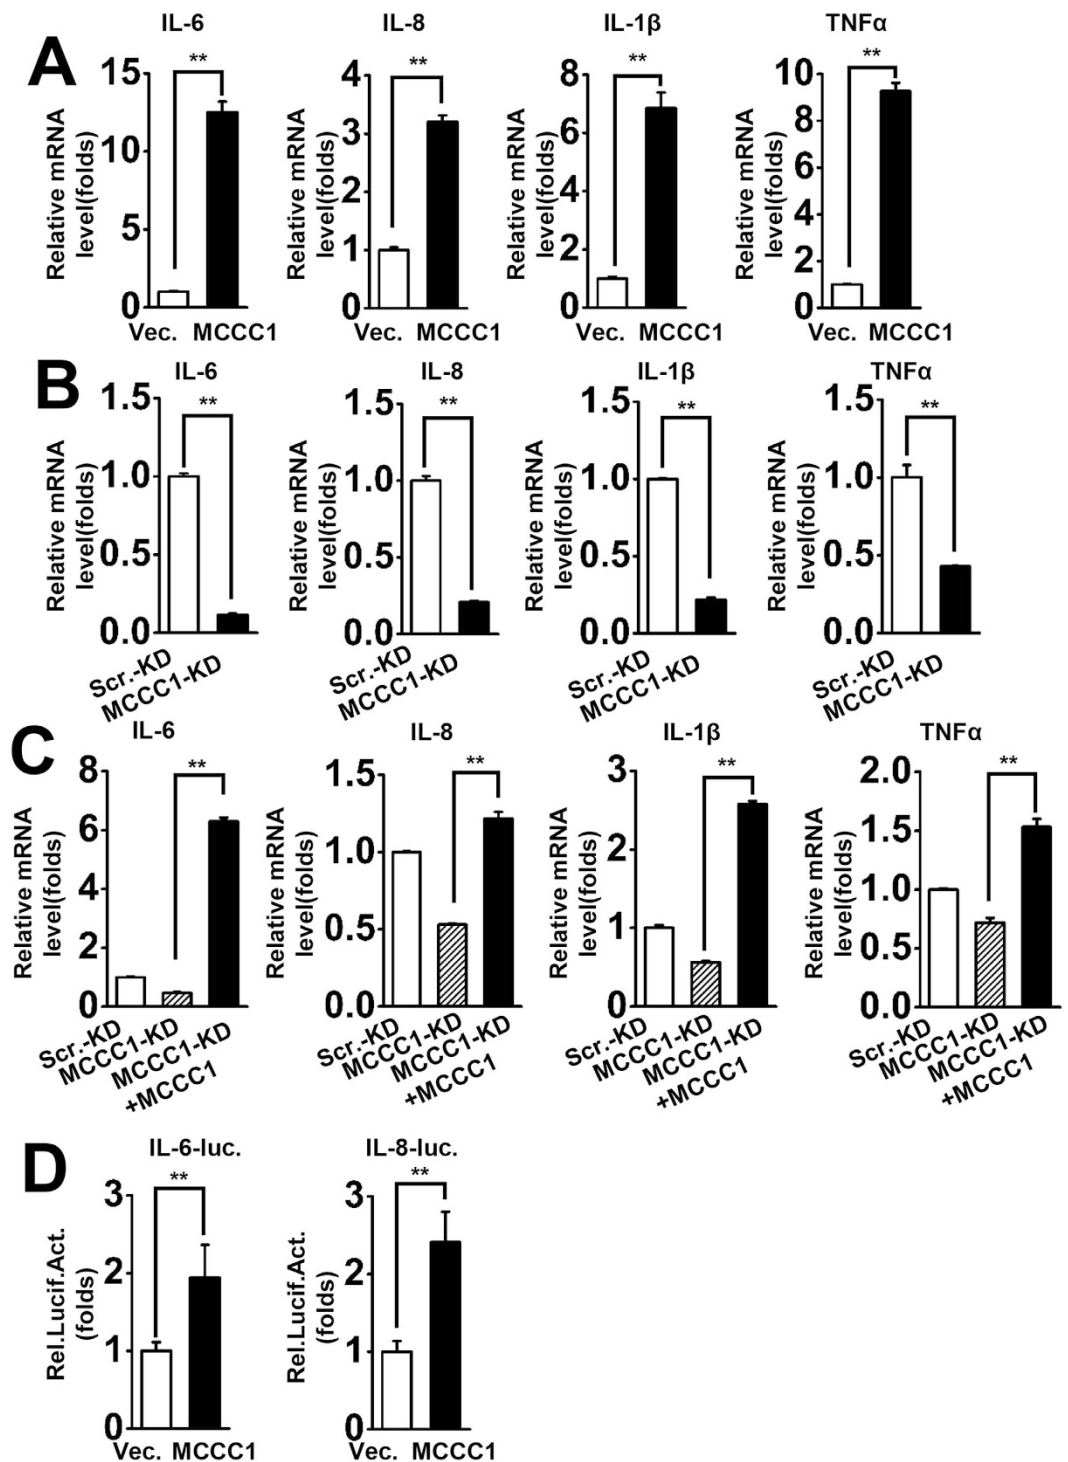 A
IL-6
IL-8
IL-1β
TNFα
**
**
**
**
Relative mRNA
level(folds)
15
10
5
0
Vec. MCCC1
Relative mRNA
level(folds)
4
3
2
1
0
Vec. MCCC1
Relative mRNA
level(folds)
8
6
4
2
0
Vec. MCCC1
Relative mRNA
level(folds)
10
8
6
4
2
0
Vec. MCCC1
B
IL-6
IL-8
IL-1β
TNFα
**
**
**
**
Relative mRNA
level(folds)
1.5
1.0
0.5
0.0
Scr.-KD
MCCC1-KD
Relative mRNA
level(folds)
1.5
1.0
0.5
0.0
Scr.-KD
MCCC1-KD
Relative mRNA
level(folds)
1.5
1.0
0.5
0.0
Scr.-KD
MCCC1-KD
Relative mRNA
level(folds)
1.5
1.0
0.5
0.0
Scr.-KD
MCCC1-KD
C
IL-6
IL-8
IL-1β
TNFα
**
**
**
**
Relative mRNA
level(folds)
8
6
4
2
0
Scr.-KD
MCCC1-KD
MCCC1-KD
+MCCC1
Relative mRNA
level(folds)
1.5
1.0
0.5
0.0
Scr.-KD
MCCC1-KD
MCCC1-KD
+MCCC1
Relative mRNA
level(folds)
3
2
1
0
Scr.-KD
MCCC1-KD
MCCC1-KD
+MCCC1
Relative mRNA
level(folds)
2.0
1.5
1.0
0.5
0.0
Scr.-KD
MCCC1-KD
MCCC1-KD
+MCCC1
D
IL-6-luc.
IL-8-luc.
**
**
Rel.Lucif.Act.
(folds)
3
2
1
0
Vec. MCCC1
Rel.Lucif.Act.
(folds)
3
2
1
0
Vec. MCCC1